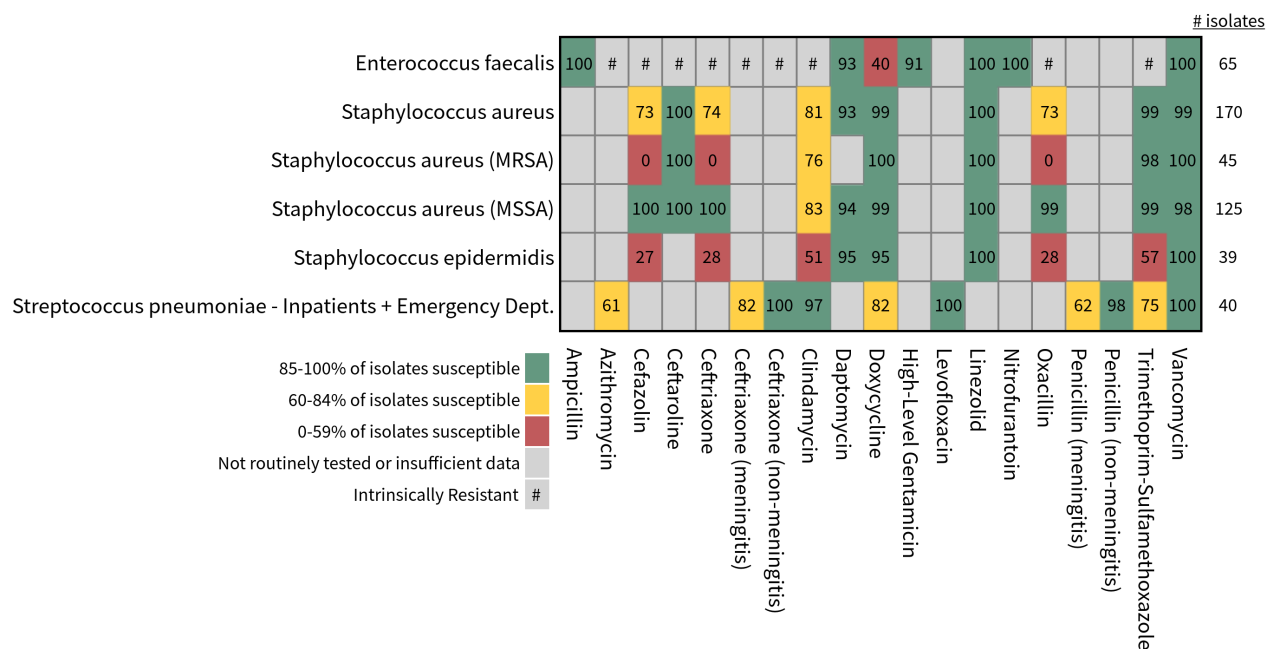 # isolates
Enterococcus faecalis 100 # # # # # # # 93 40 91 100 100 # # 100 65
Staphylococcus aureus 73 100 74 81 93 99 100 73 99 99 170
Staphylococcus aureus (MRSA) 0 100 0 76 100 100 0 98 100 45
Staphylococcus aureus (MSSA) 100 100 100 83 94 99 100 99 99 98 125
Staphylococcus epidermidis 27 28 51 95 95 100 28 57 100 39
Streptococcus pneumoniae - Inpatients + Emergency Dept. 61 82 100 97 82 100 62 98 75 100 40
85-100% of isolates susceptible
60-84% of isolates susceptible
0-59% of isolates susceptible
Not routinely tested or insufficient data
Intrinsically Resistant #
Ampicillin
Azithromycin
Cefazolin
Ceftaroline
Ceftriaxone
Ceftriaxone (meningitis)
Ceftriaxone (non-meningitis)
Clindamycin
Daptomycin
Doxycycline
High-Level Gentamicin
Levofloxacin
Linezolid
Nitrofurantoin
Oxacillin
Penicillin (meningitis)
Penicillin (non-meningitis)
Trimethoprim-Sulfamethoxazole
Vancomycin